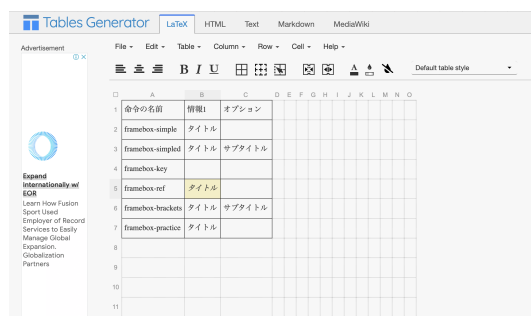 Tables Generator
LaTeX HTML Text Markdown MediaWiki
Advertisement
File Edit Table Column Row Cell Help
B I U
Default table style
A B C D E F G H I J K L M N O
1 命令の名前 情報1 オプション
2 framebox-simple タイトル
3 framebox-simpled タイトル サブタイトル
4 framebox-key
5 framebox-ref タイトル
6 framebox-brackets タイトル サブタイトル
7 framebox-practice タイトル
8
9
10
11
Expand
internationally w/
EOR
Learn How Fusion
Sport Used
Employer of Record
Services to Easily
Manage Global
Expansion.
Globalization
Partners